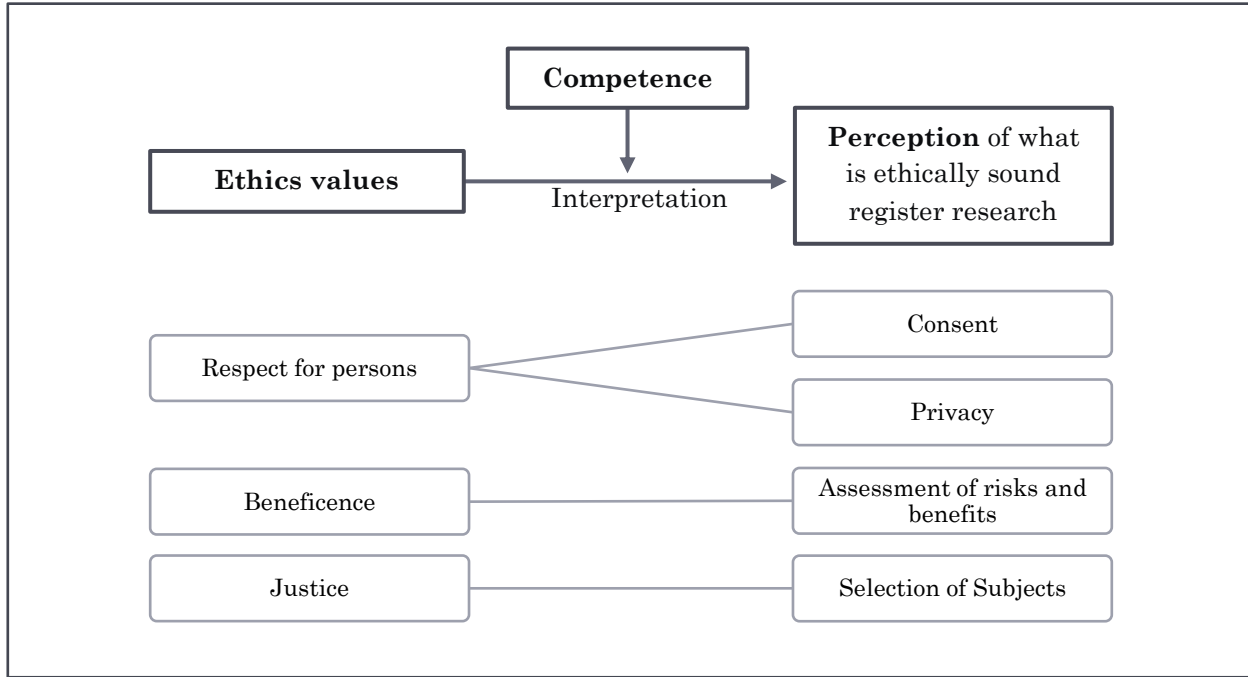 Competence
Ethics values
Interpretation
Perception of what
is ethically sound
register research
Respect for persons
Consent
Privacy
Beneficence
Assessment of risks and
benefits
Justice
Selection of Subjects